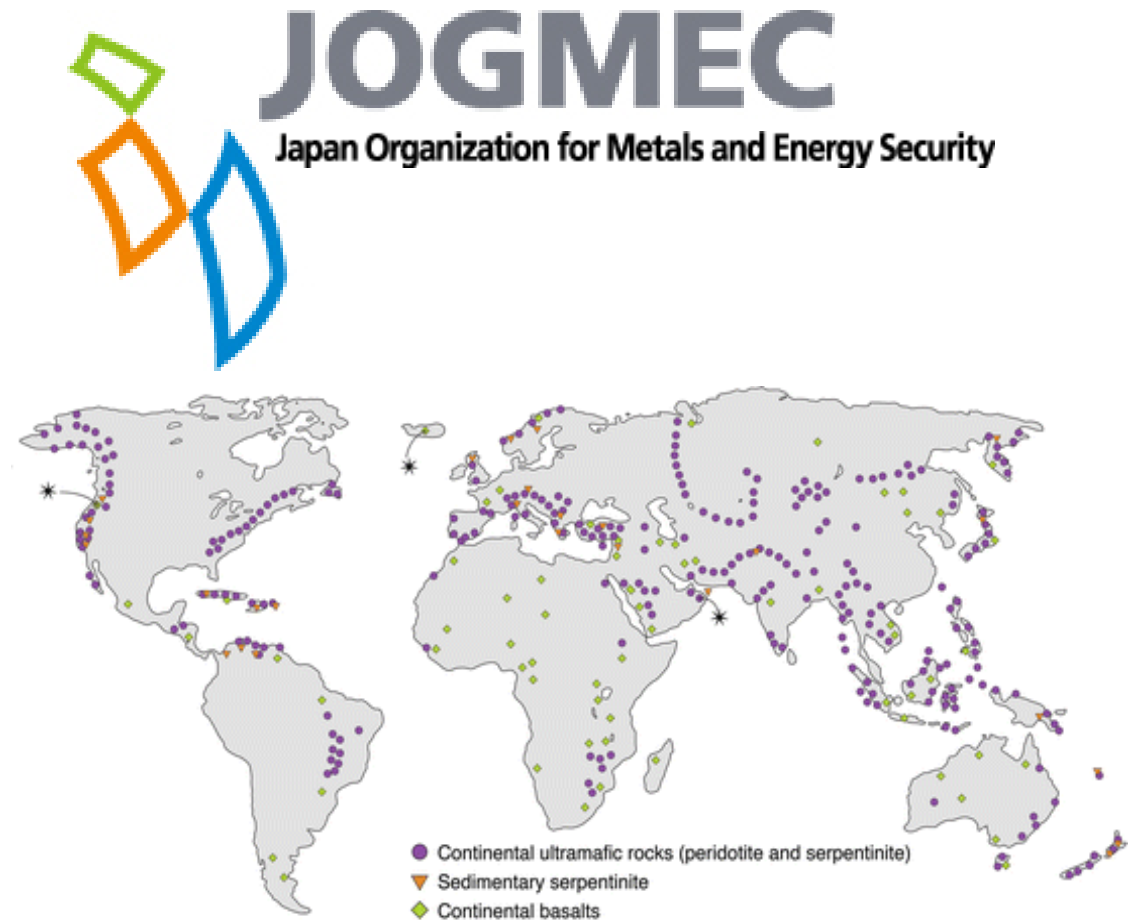 JOGMEC
Japan Organization for Metals and Energy Security
Continental ultramafic rocks (peridotite and serpentinite)
Sedimentary serpentinite
Continental basalts